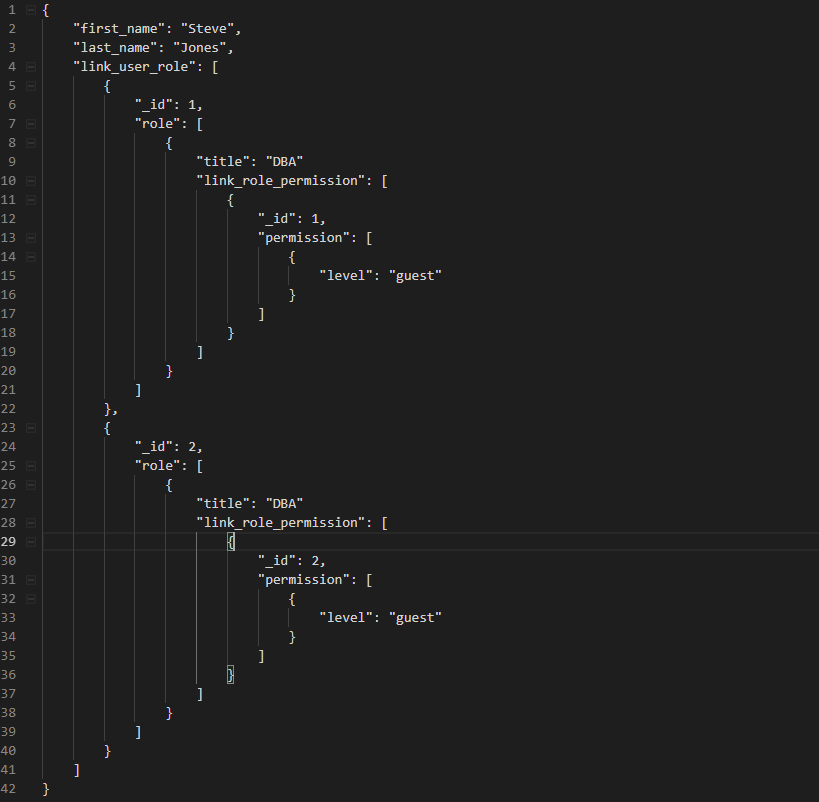 1 {
2     "first_name": "Steve",
3     "last_name": "Jones",
4     "link_user_role": [
5         {
6             "_id": 1,
7             "role": [
8                 {
9                     "title": "DBA"
10                     "link_role_permission": [
11                         {
12                             "_id": 1,
13                             "permission": [
14                                 {
15                                     "level": "guest"
16                                 }
17                             ]
18                         }
19                     ]
20                 }
21             ]
22         },
23         {
24             "_id": 2,
25             "role": [
26                 {
27                     "title": "DBA"
28                     "link_role_permission": [
29                         {
30                             "_id": 2,
31                             "permission": [
32                                 {
33                                     "level": "guest"
34                                 }
35                             ]
36                         }
37                     ]
38                 }
39             ]
40         }
41     ]
42 }